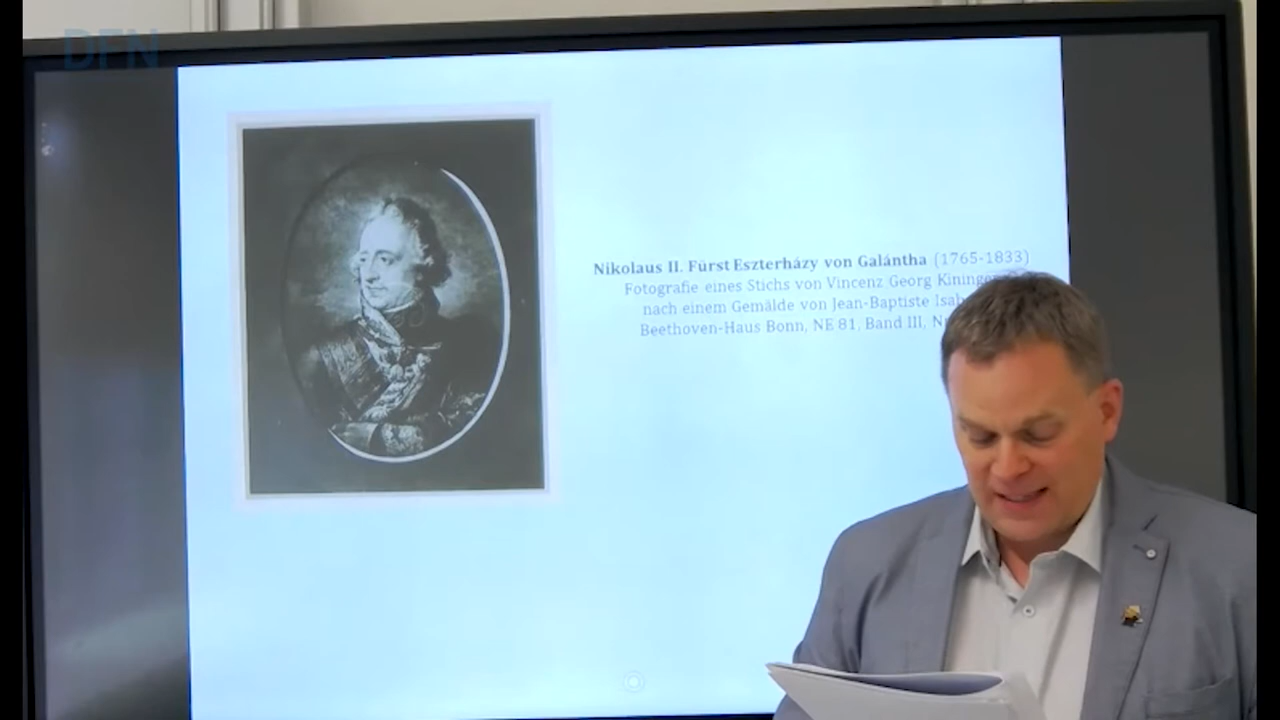 DFN
Nikolaus II. Fürst Eszterházy von Galántha (1765-1833)
Fotografie eines Stichs von Vincenz Georg
nach einem Gemälde von Jean-Baptiste
Beethoven-Haus Bonn, NE 81, Band III,